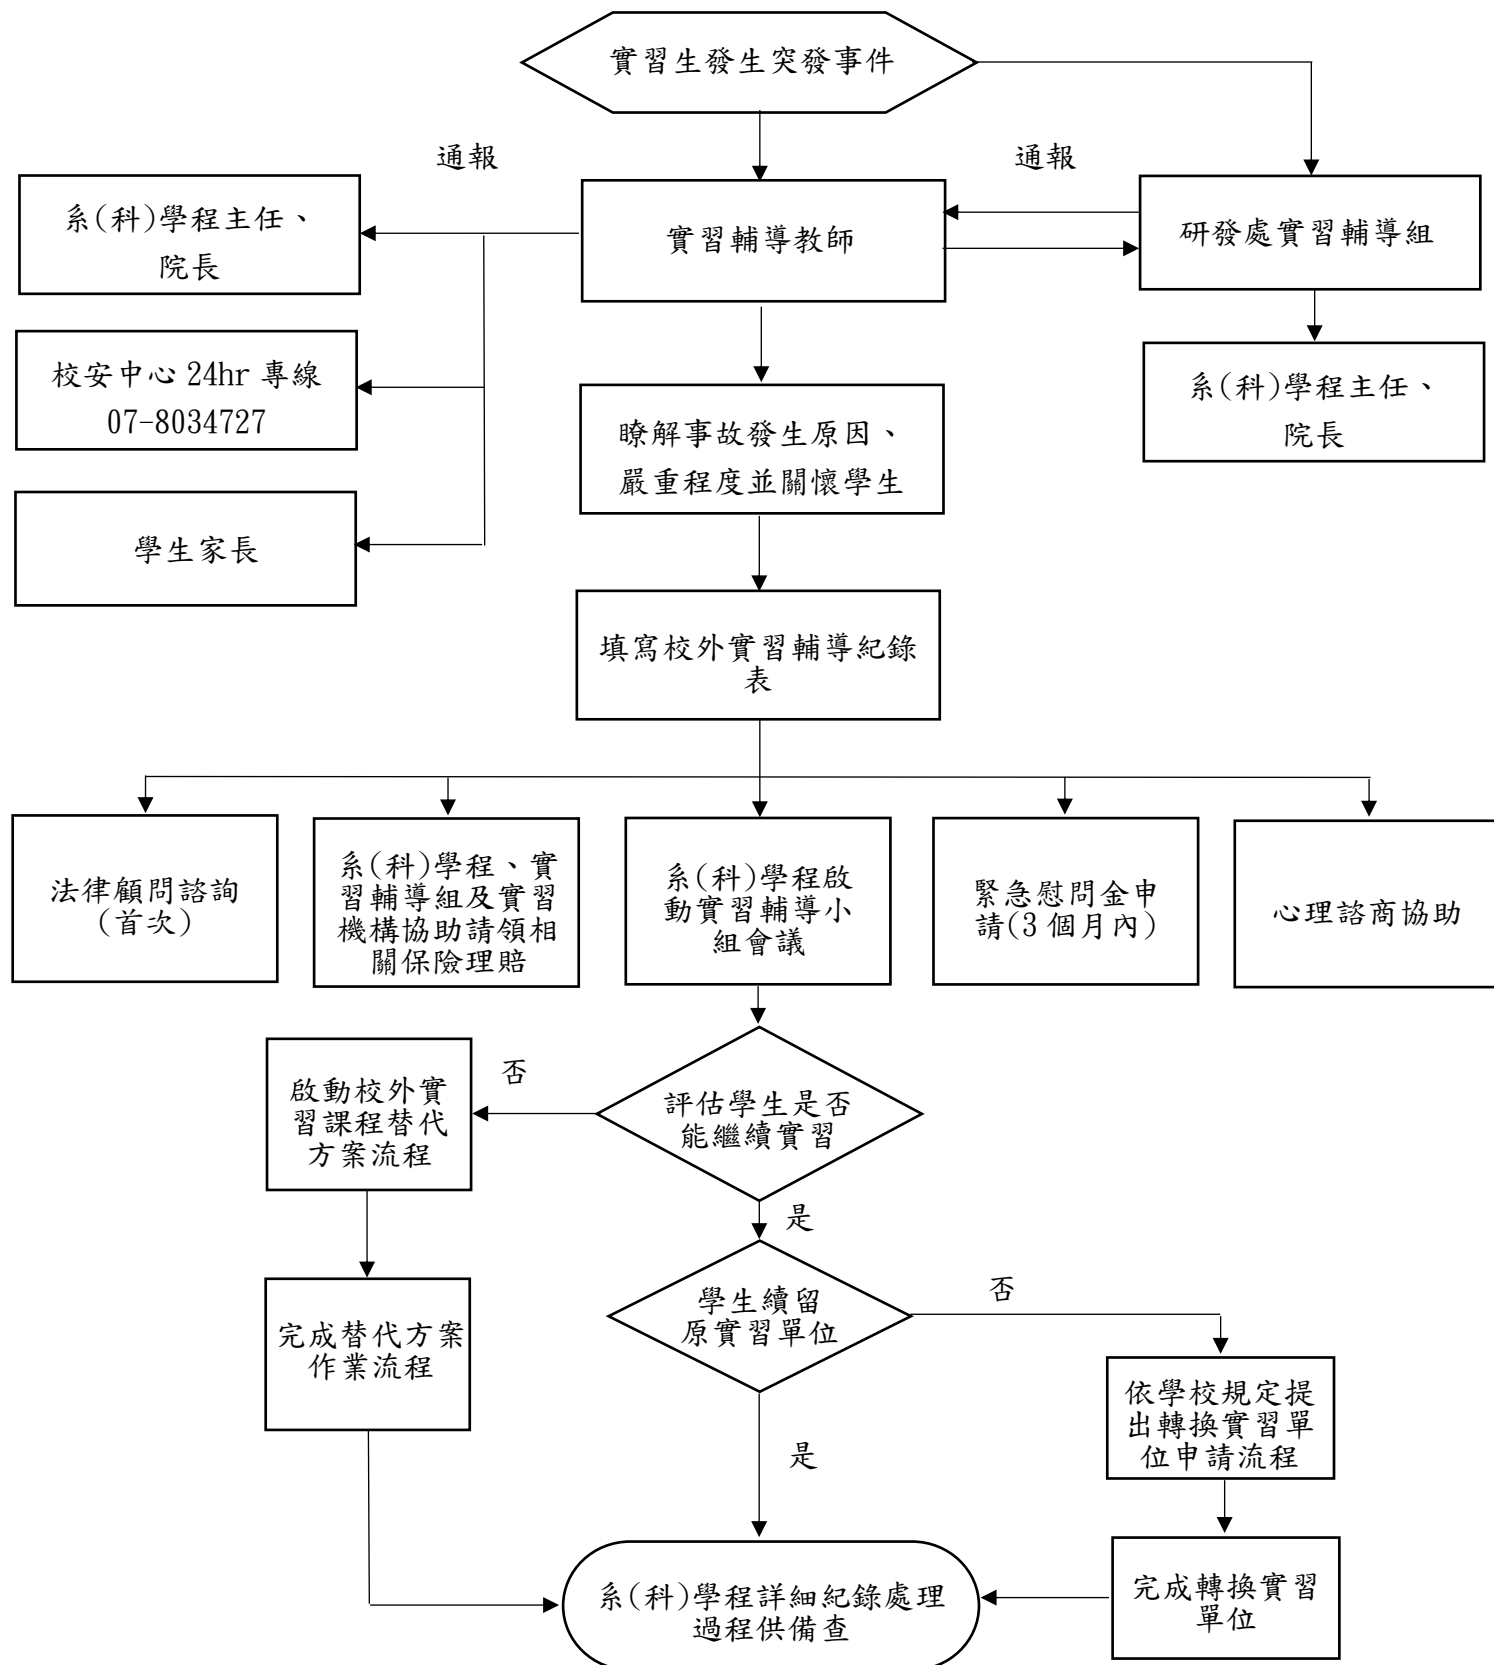 實習生發生突發事件
通報
通報
系(科)學程主任、
院長
實習輔導教師
研發處實習輔導組
校安中心 24hr 專線
07-8034727
系(科)學程主任、
院長
瞭解事故發生原因、
嚴重程度並關懷學生
學生家長
填寫校外實習輔導紀錄
表
法律顧問諮詢
(首次)
系(科)學程、實
習輔導組及實習
機構協助請領相
關保險理賠
系(科)學程啟
動實習輔導小
組會議
緊急慰問金申
請(3 個月內)
心理諮商協助
否
啟動校外實
習課程替代
方案流程
評估學生是否
能繼續實習
是
學生續留
原實習單位
否
完成替代方案
作業流程
依學校規定提
出轉換實習單
位申請流程
是
系(科)學程詳細紀錄處理
過程供備查
完成轉換實習
單位